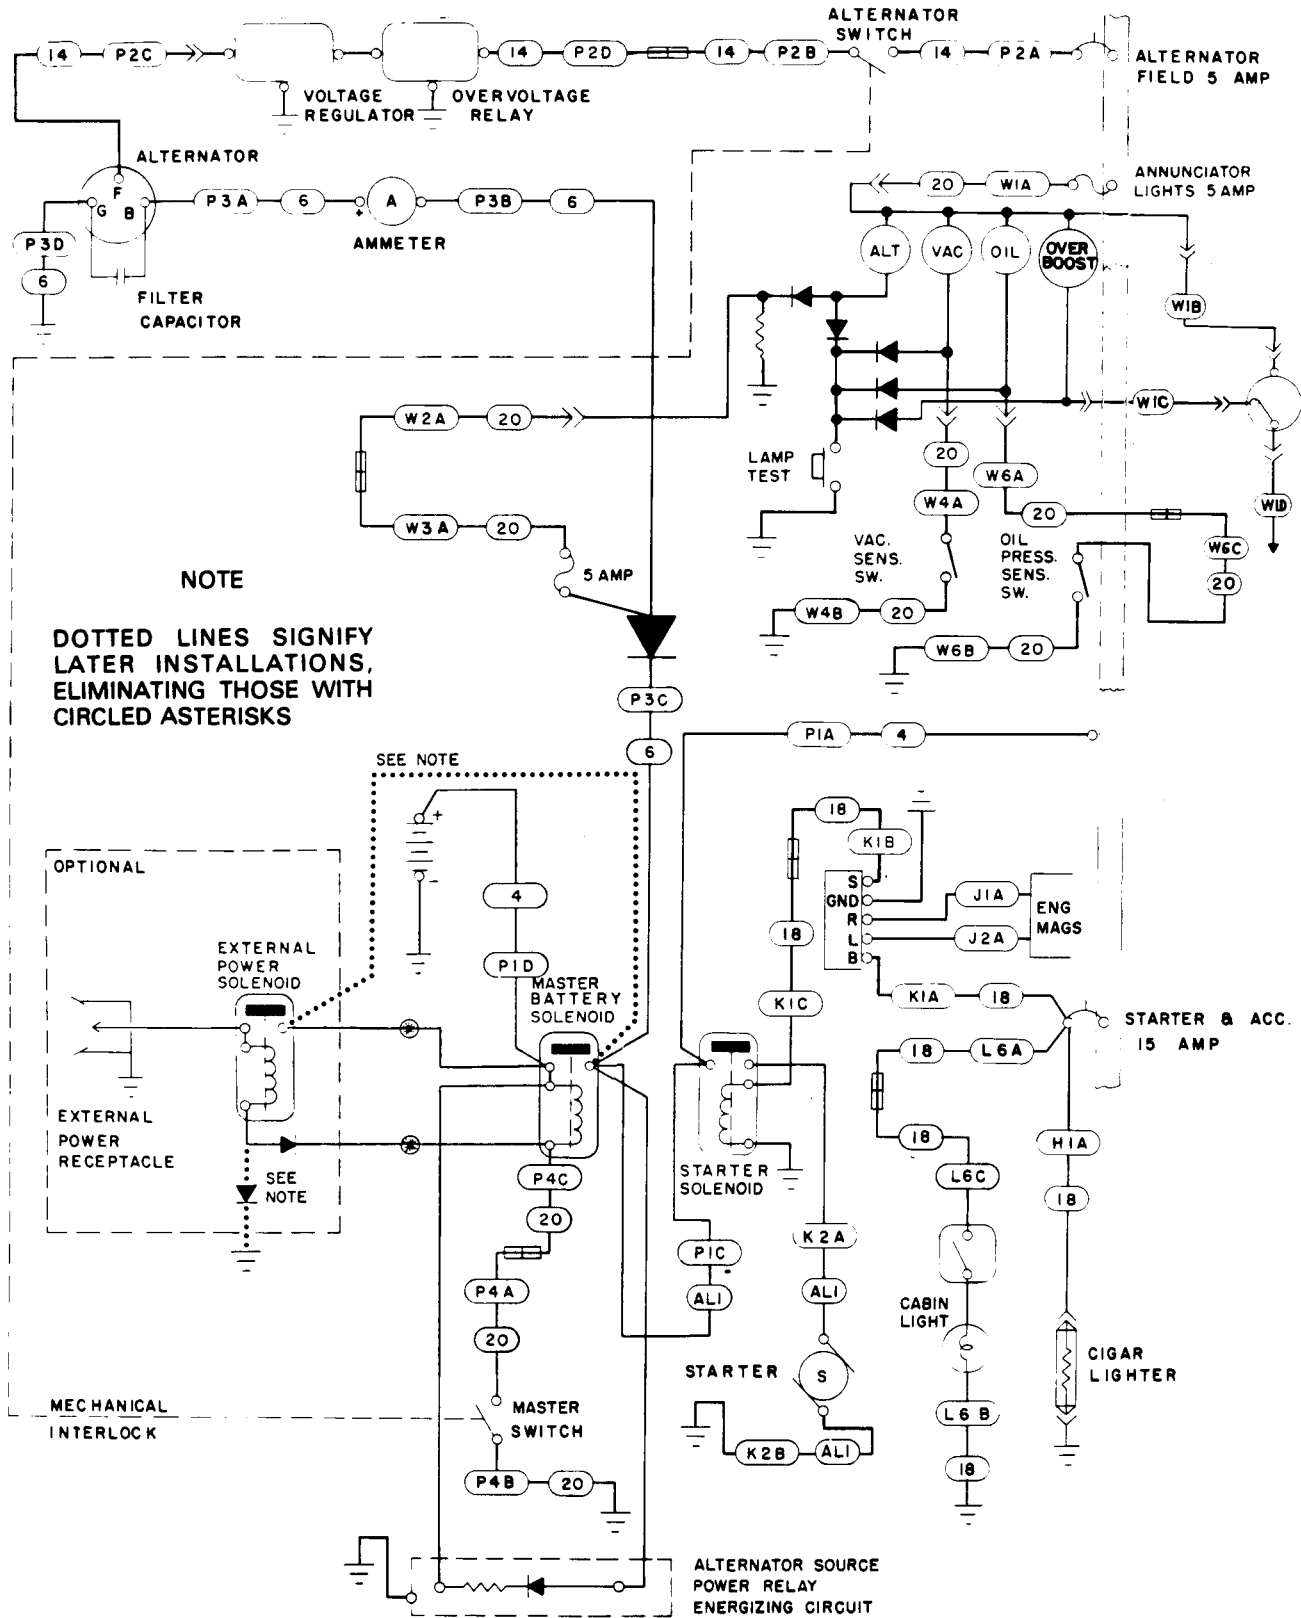 ALTERNATOR
SWITCH
14
P2C
14
P2D
14
P2B
14
P2A
ALTERNATOR
FIELD 5 AMP
VOLTAGE
REGULATOR
OVERVOLTAGE
RELAY
ALTERNATOR
F
G
B
P3A
6
A
+
P3B
6
AMMETER
P3D
6
FILTER
CAPACITOR
20
W1A
ANNUNCIATOR
LIGHTS 5 AMP
ALT
VAC
OIL
OVER
BOOST
W1B
W1C
W1D
W2A
20
W3A
20
5 AMP
LAMP
TEST
20
W4A
W6A
20
VAC.
SENS.
SW.
OIL
PRESS.
SENS.
SW.
W6C
20
W4B
20
W6B
20
NOTE
DOTTED LINES SIGNIFY
LATER INSTALLATIONS,
ELIMINATING THOSE WITH
CIRCLED ASTERISKS
P3C
6
P1A
4
SEE NOTE
+
-
4
P1D
OPTIONAL
EXTERNAL
POWER
SOLENOID
MASTER
BATTERY
SOLENOID
18
K1B
S
GND
R
L
B
J1A
J2A
ENG
MAGS
18
K1C
K1A
18
STARTER & ACC.
15 AMP
18
L6A
EXTERNAL
POWER
RECEPTACLE
SEE
NOTE
P4C
20
P4A
20
STARTER
SOLENOID
P1C
AL1
K2A
AL1
18
L6C
H1A
18
CABIN
LIGHT
CIGAR
LIGHTER
STARTER
S
MECHANICAL
INTERLOCK
MASTER
SWITCH
L6B
18
K2B
AL1
P4B
20
ALTERNATOR SOURCE
POWER RELAY
ENERGIZING CIRCUIT